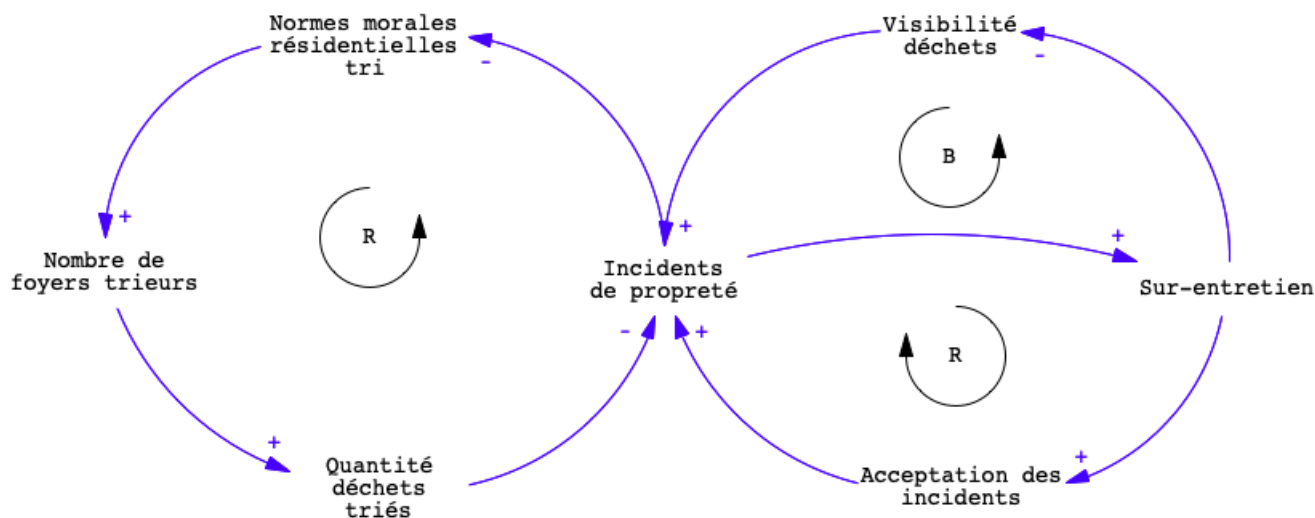 Normes morales
résidentielles
tri
-
Visibilité
déchets
-
B
+
R
+
+
Nombre de
foyers trieurs
Incidents
de propreté
Sur-entretien
-
+
R
+
Quantité
déchets
triés
+
Acceptation des
incidents